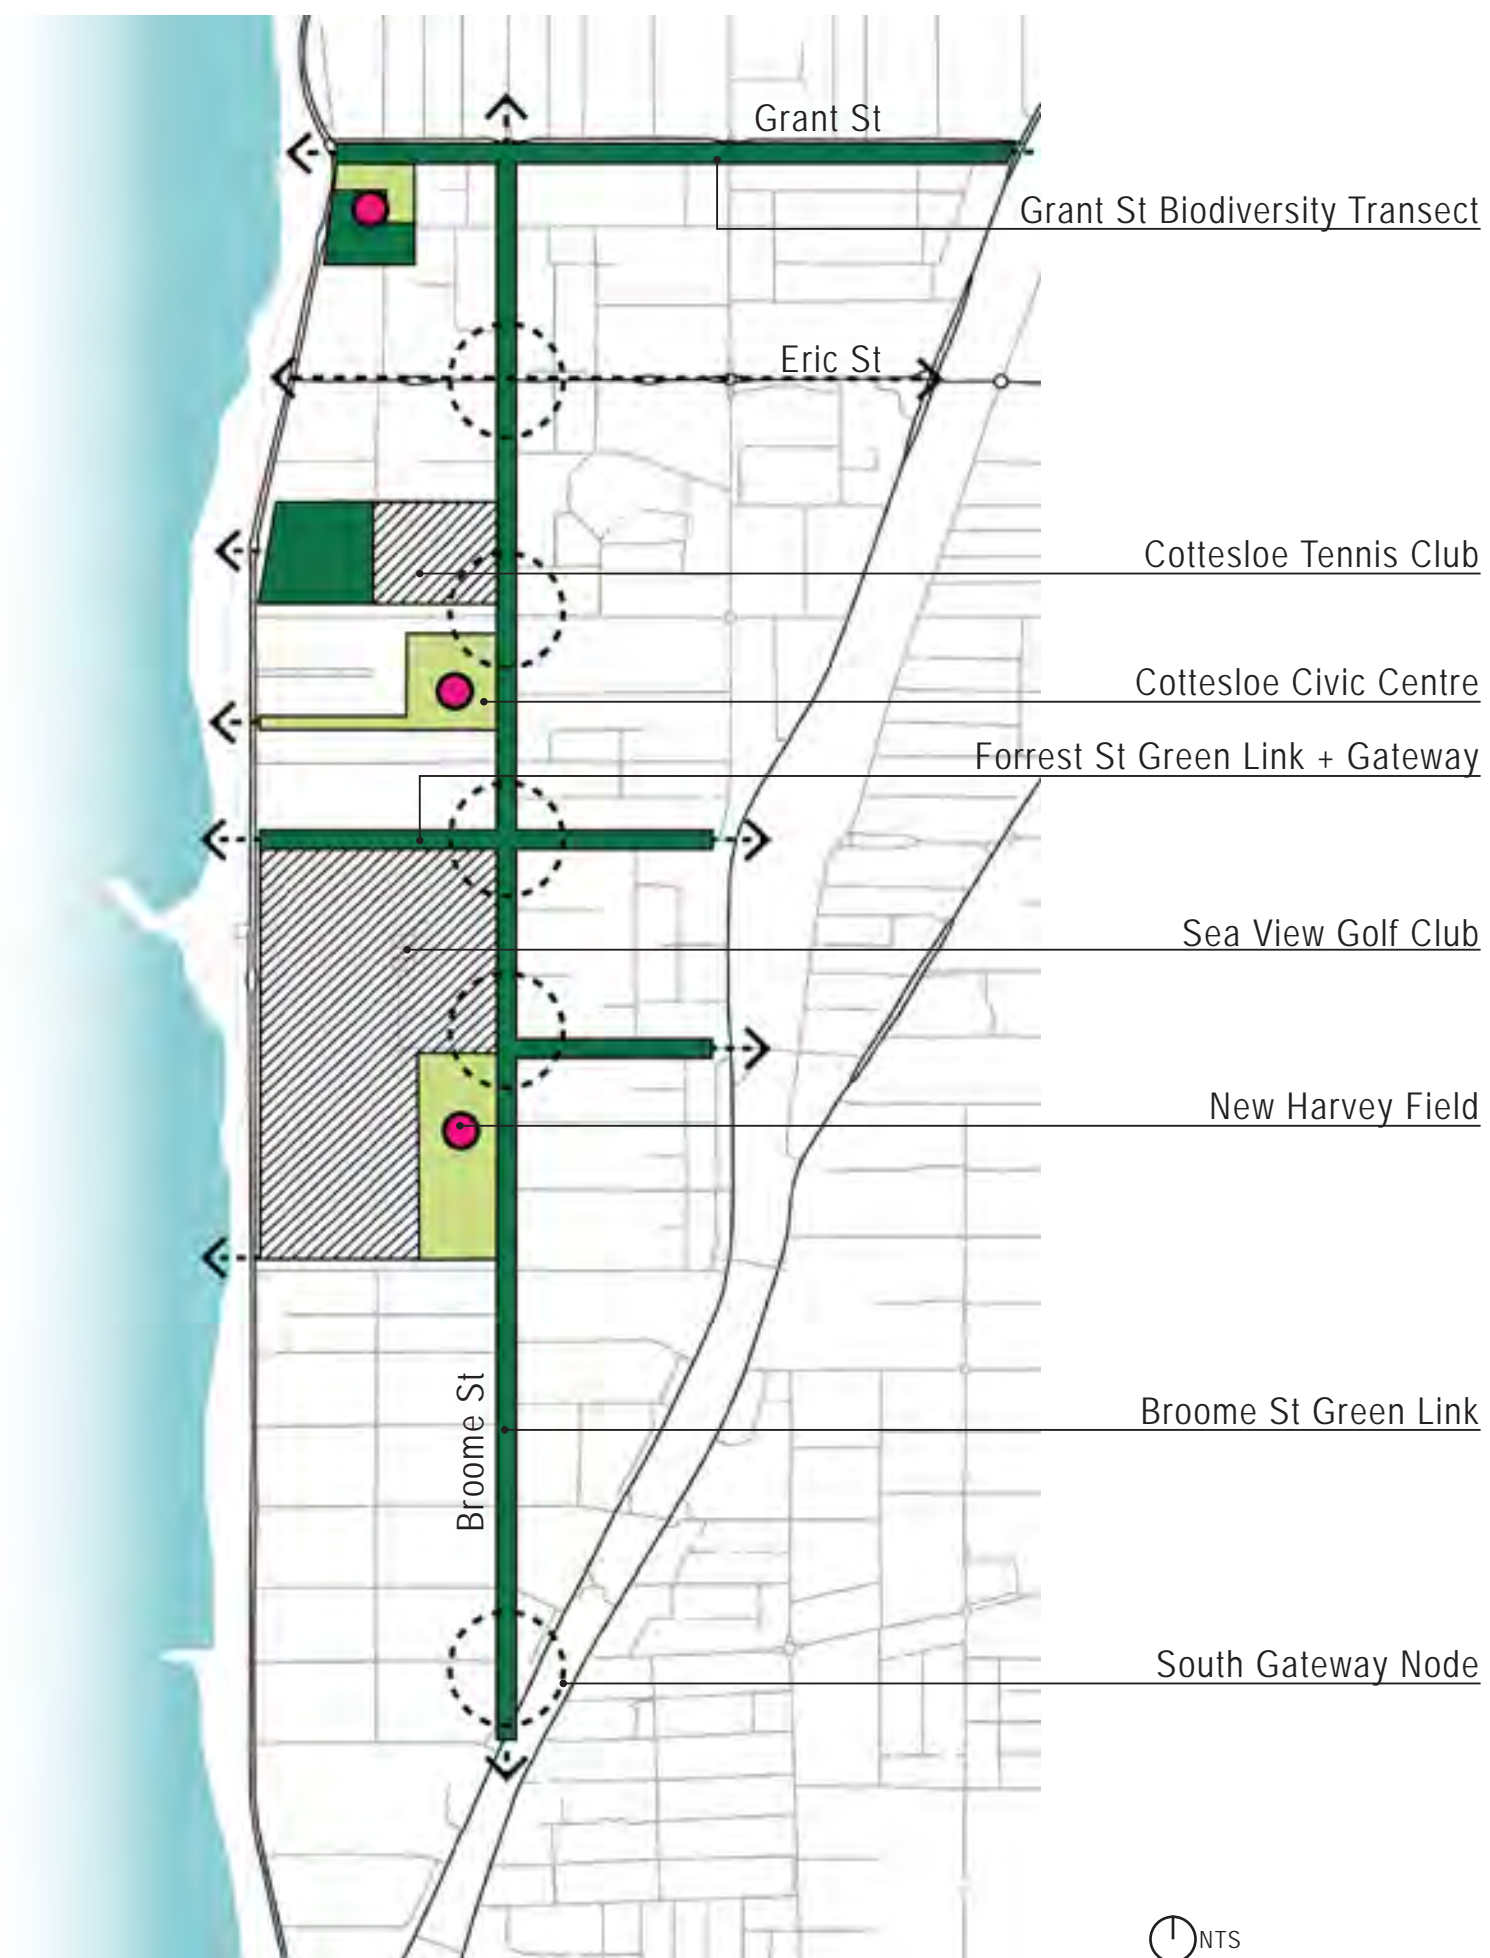 Grant St
Grant St Biodiversity Transect
Eric St
Cottesloe Tennis Club
Cottesloe Civic Centre
Forrest St Green Link + Gateway
Sea View Golf Club
New Harvey Field
Broome St
Broome St Green Link
South Gateway Node
NTS